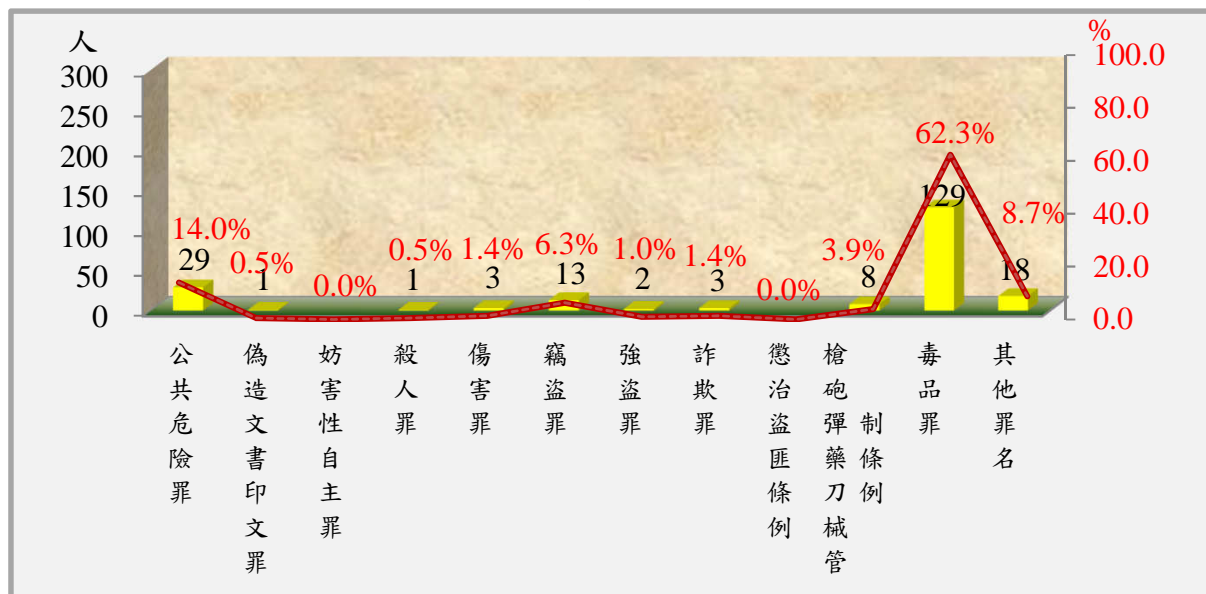 人
%
300
250
200
150
100
50
0
100.0
80.0
60.0
40.0
20.0
0.0
14.0%
0.5%
0.0%
0.5%
1.4%
6.3%
1.0%
1.4%
0.0%
3.9%
62.3%
8.7%
29
1
1
3
13
2
3
8
129
18
公共危險罪
偽造文書印文罪
妨害性自主罪
殺人罪
傷害罪
竊盜罪
強盜罪
詐欺罪
懲治盜匪條例
槍砲彈藥刀械管
制條例
毒品罪
其他罪名